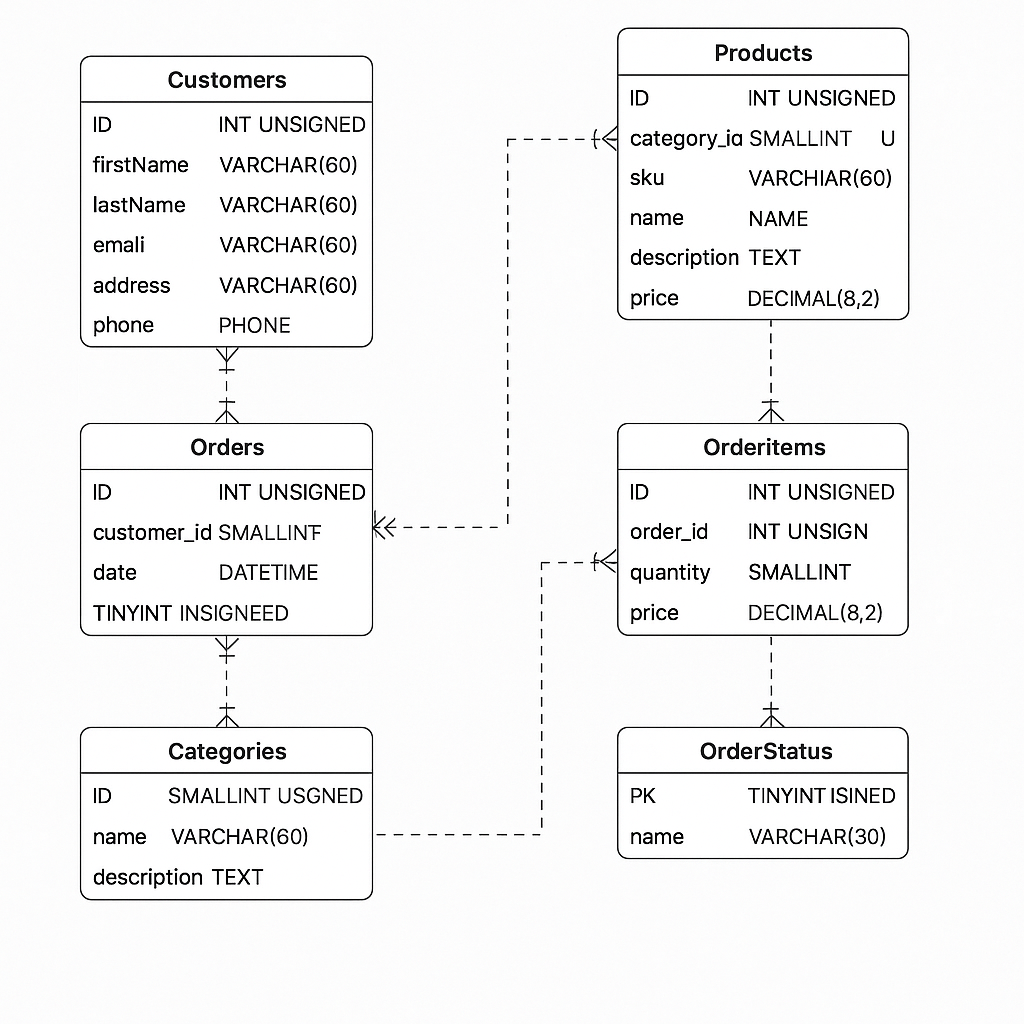 Customers
ID INT UNSIGNED
firstName VARCHAR(60)
lastName VARCHAR(60)
emali VARCHAR(60)
address VARCHAR(60)
phone PHONE
Products
ID INT UNSIGNED
category_id SMALLINT U
sku VARCHIAR(60)
name NAME
description TEXT
price DECIMAL(8,2)
Orders
ID INT UNSIGNED
customer_id SMALLINT
date DATETIME
TINYINT INSIGNEED
Orderitems
ID INT UNSIGNED
order_id INT UNSIGN
quantity SMALLINT
price DECIMAL(8,2)
Categories
ID SMALLINT USGNED
name VARCHAR(60)
description TEXT
OrderStatus
PK TINYINT ISINED
name VARCHAR(30)